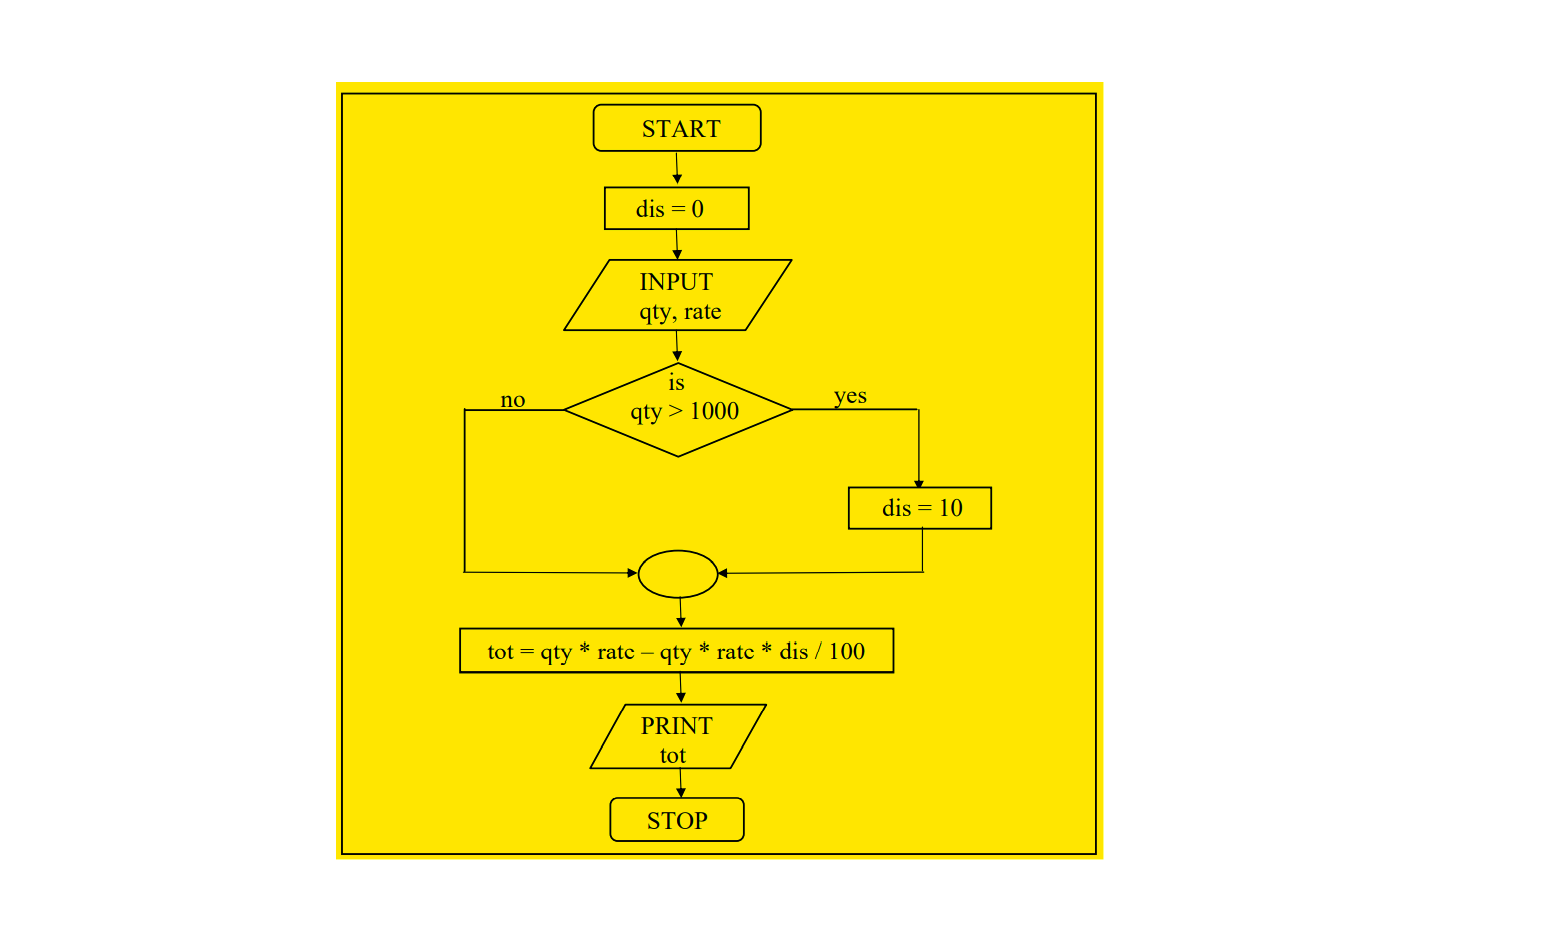 START
dis = 0
INPUT
qty, rate
is
qty > 1000
no
yes
dis = 10
tot = qty * rate – qty * rate * dis / 100
PRINT
tot
STOP